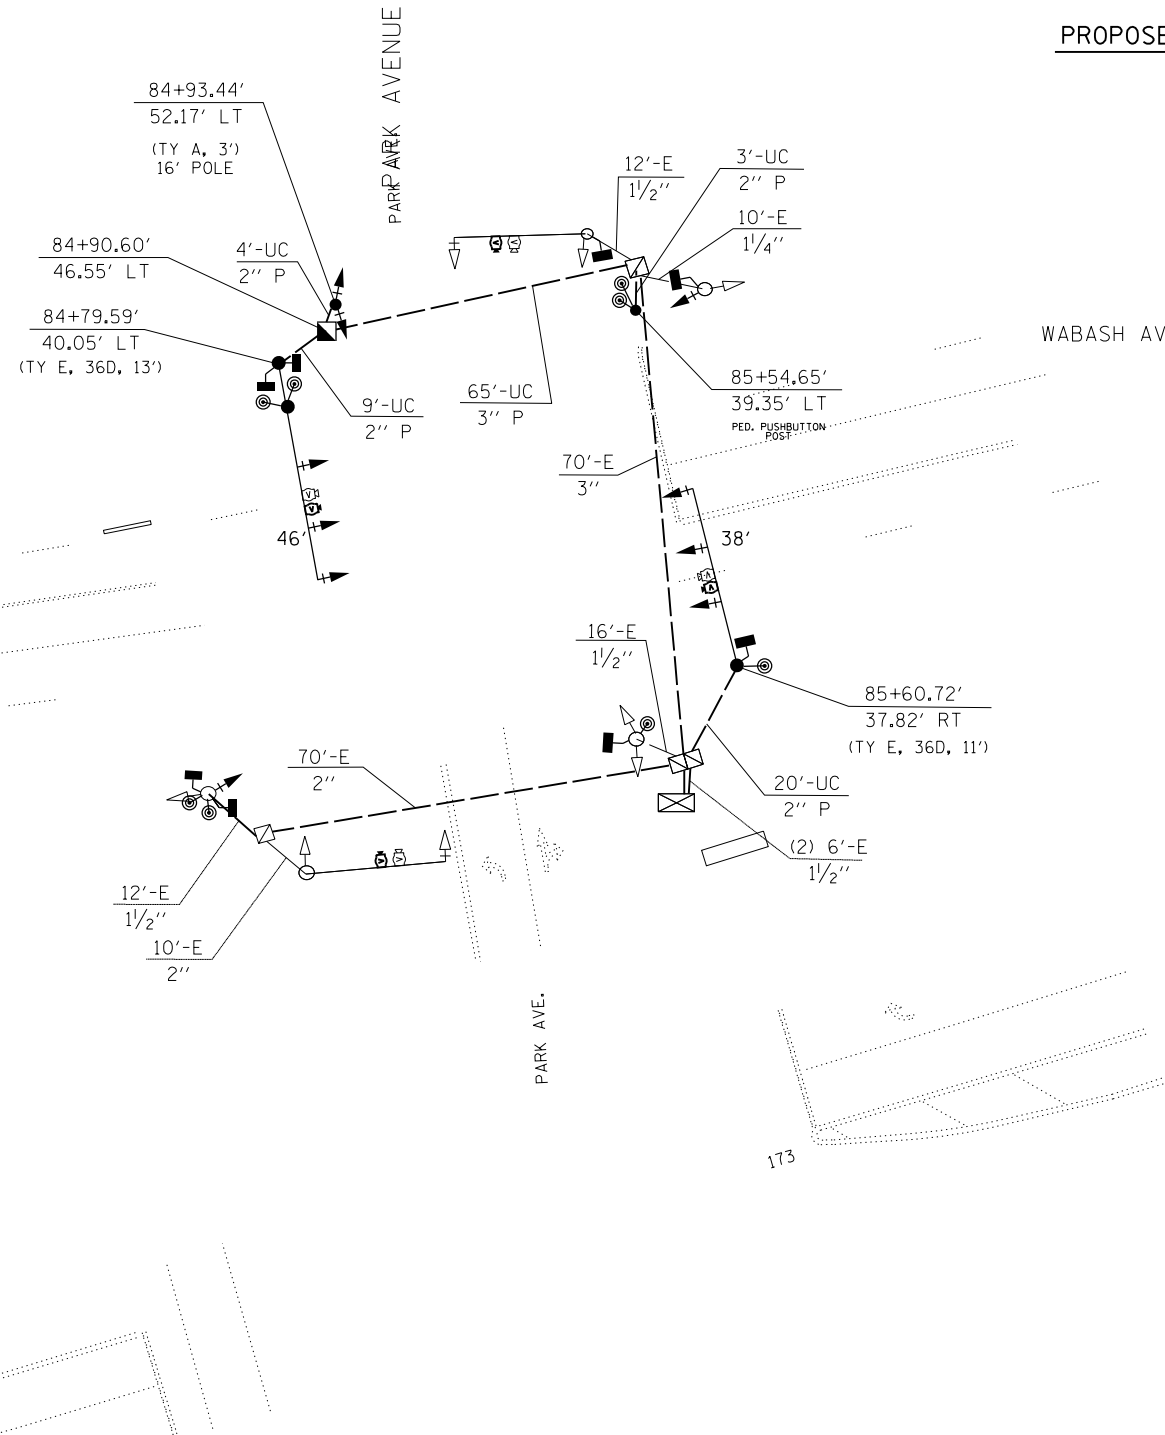 PROPOSE
PARK AVENUE
PARK AVE.
84+93.44'
52.17' LT
(TY A, 3')
16' POLE
12'-E
1 1/2''
3'-UC
2'' P
10'-E
1 1/4''
84+90.60'
46.55' LT
4'-UC
2'' P
84+79.59'
40.05' LT
(TY E, 36D, 13')
WABASH AV
9'-UC
2'' P
65'-UC
3'' P
85+54.65'
39.35' LT
PED. PUSHBUTTON
POST
70'-E
3''
46'
38'
16'-E
1 1/2''
85+60.72'
37.82' RT
(TY E, 36D, 11')
70'-E
2''
20'-UC
2'' P
(2) 6'-E
1 1/2''
12'-E
1 1/2''
10'-E
2''
PARK AVE.
173